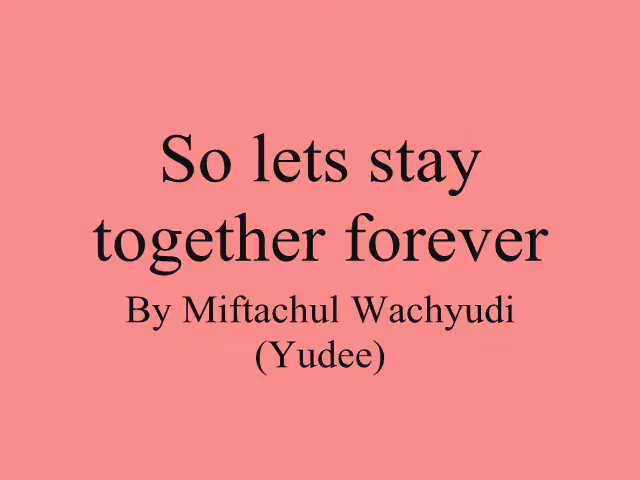 So lets stay
together forever
By Miftachul Wachyudi
(Yudee)